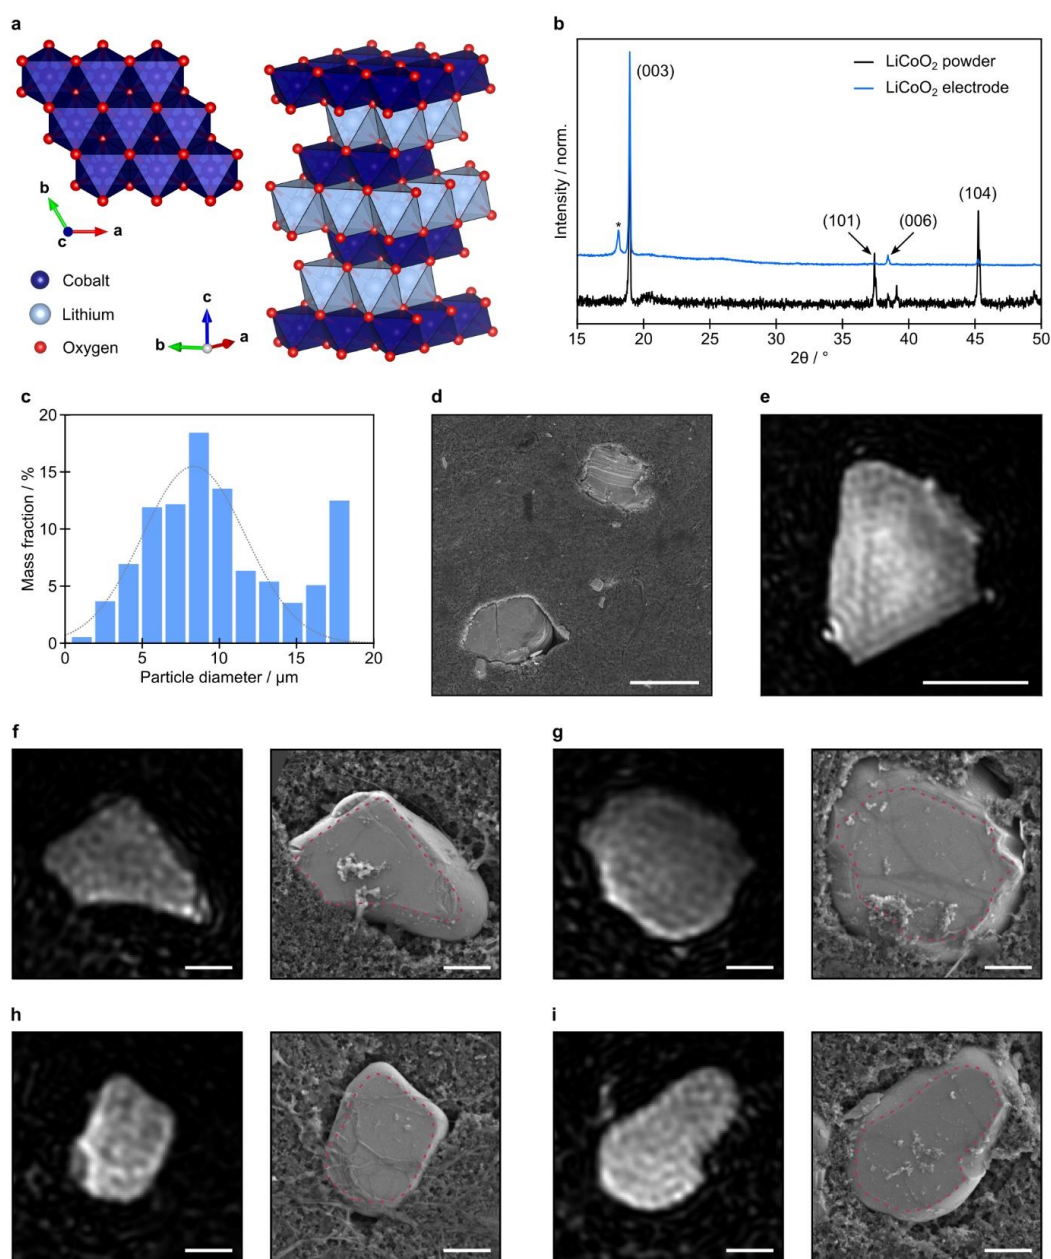 a
b
c
a
Cobalt
Lithium
Oxygen
c
b
a
b
LiCoO₂ powder
LiCoO₂ electrode
(003)
*
(101)
(006)
(104)
Intensity / norm.
15 20 25 30 35 40 45 50
2θ / °
c
20
15
10
5
0
Mass fraction / %
0 5 10 15 20
Particle diameter / µm
d
e
f
g
h
i